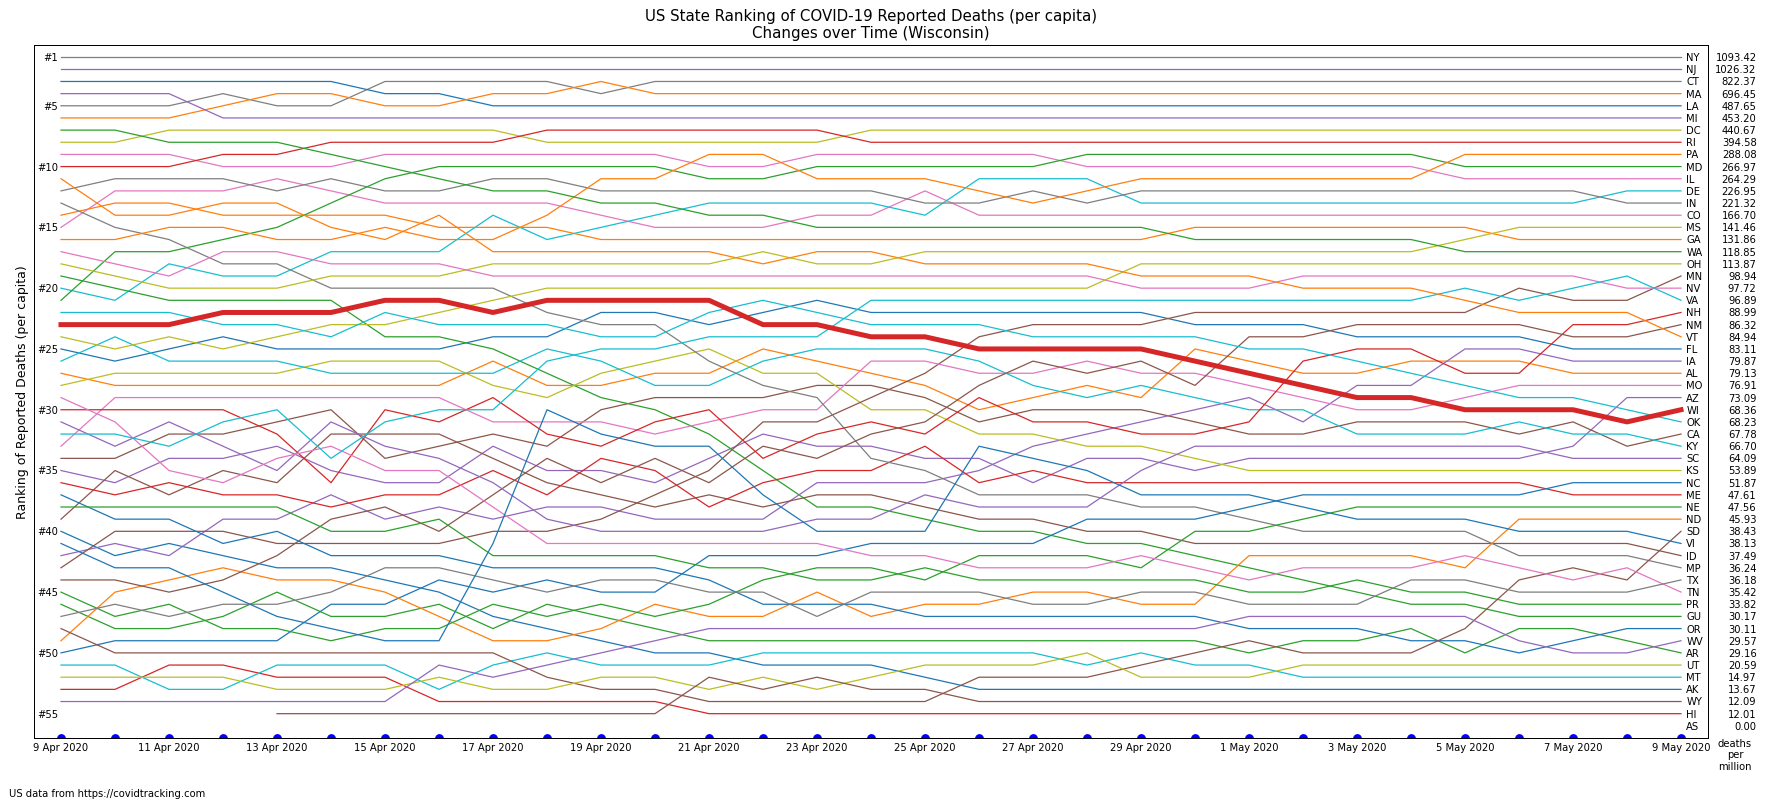 US State Ranking of COVID-19 Reported Deaths (per capita)
Changes over Time (Wisconsin)
Ranking of Reported Deaths (per capita)
#1
#5
#10
#15
#20
#25
#30
#35
#40
#45
#50
#55
NY 1093.42
NJ 1026.32
CT 822.37
MA 696.45
LA 487.65
MI 453.20
DC 440.67
RI 394.58
PA 288.08
MD 266.97
IL 264.29
DE 226.95
IN 221.32
CO 166.70
MS 141.46
GA 131.86
WA 118.85
OH 113.87
MN 98.94
NV 97.72
VA 96.89
NH 88.99
NM 86.32
VT 84.94
FL 83.11
IA 79.87
AL 79.13
MO 76.91
AZ 73.09
WI 68.36
OK 68.23
CA 67.78
KY 66.70
SC 64.09
KS 53.89
NC 51.87
ME 47.61
NE 47.56
ND 45.93
SD 38.43
VI 38.13
ID 37.49
MP 36.24
TX 36.18
TN 35.42
PR 33.82
GU 30.17
OR 30.11
WV 29.57
AR 29.16
UT 20.59
MT 14.97
AK 13.67
WY 12.09
HI 12.01
AS 0.00
9 Apr 2020 11 Apr 2020 13 Apr 2020 15 Apr 2020 17 Apr 2020 19 Apr 2020 21 Apr 2020 23 Apr 2020 25 Apr 2020 27 Apr 2020 29 Apr 2020 1 May 2020 3 May 2020 5 May 2020 7 May 2020 9 May 2020
deaths
per
million
US data from https://covidtracking.com